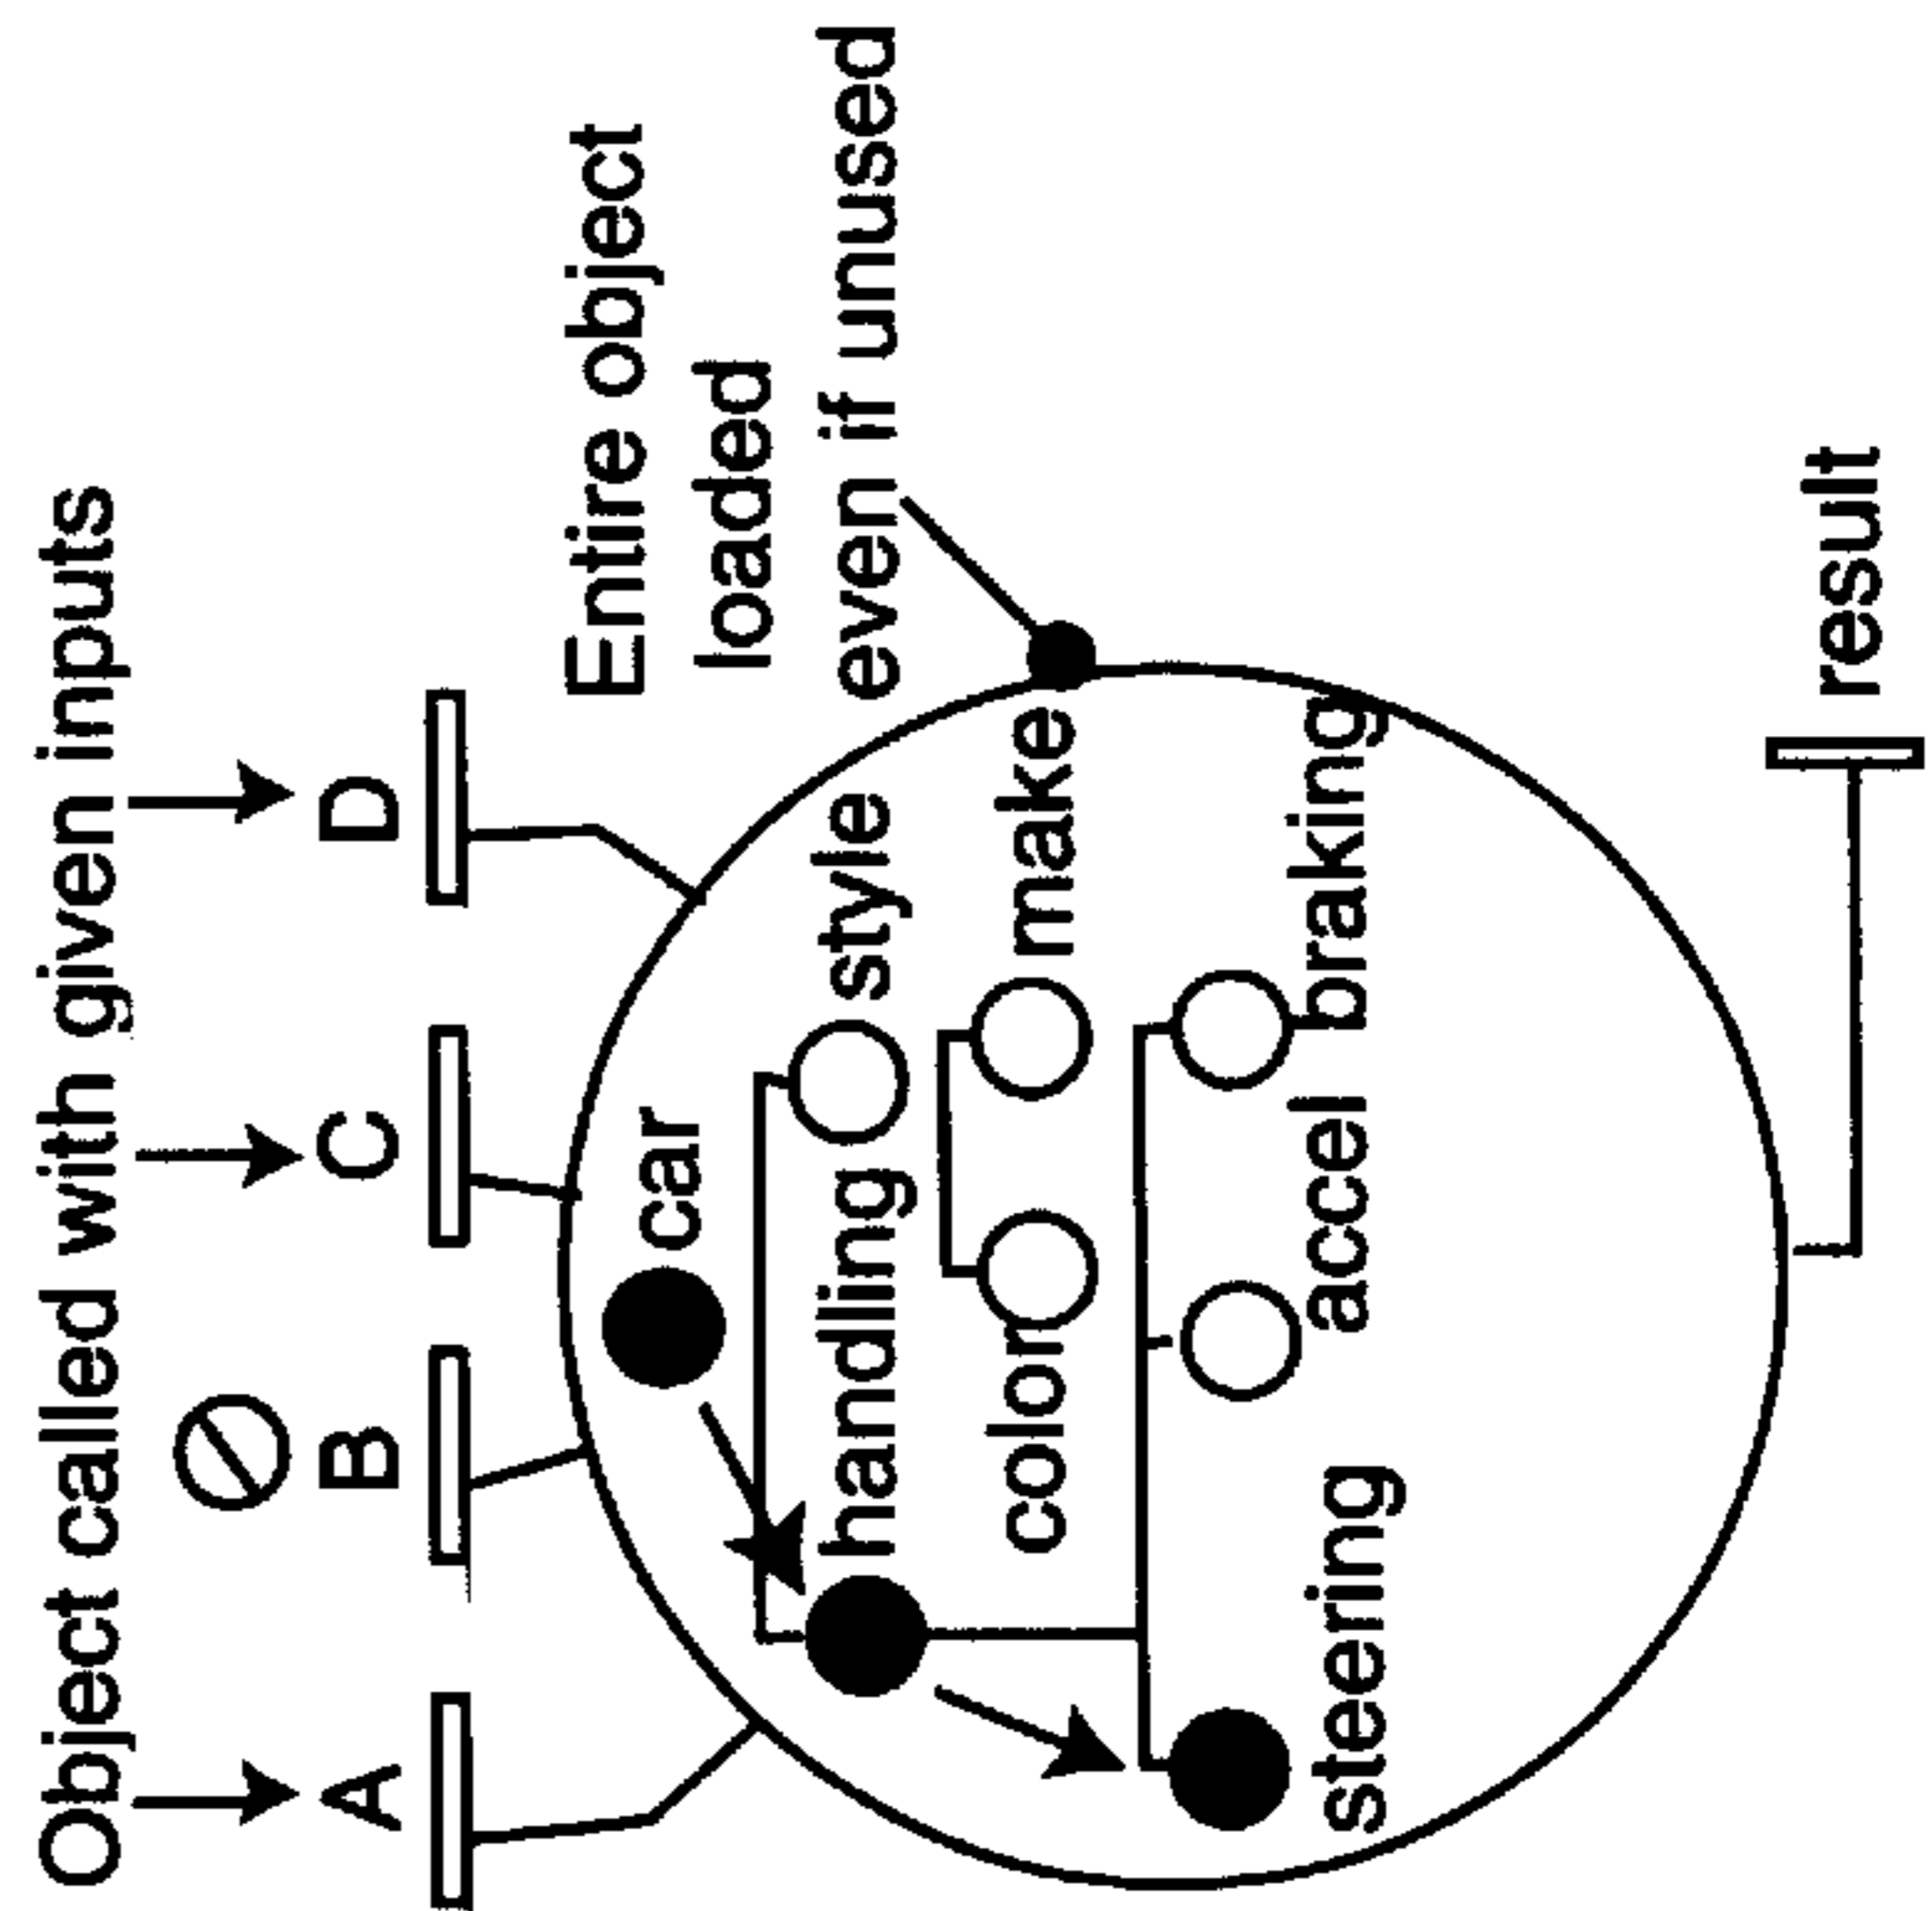 Object called with given inputs
A B C D
Entire object
loaded
even if unused
car
handling style
color make
steering accel braking
result